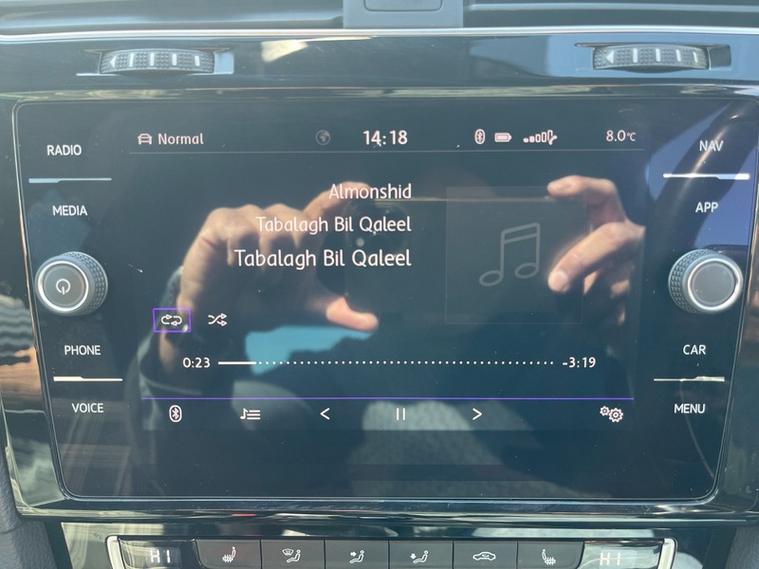 Normal
14:18
8.0°C
RADIO
NAV
MEDIA
APP
Almonshid
Tabalagh Bil Qaleel
Tabalagh Bil Qaleel
0:23
-3:19
PHONE
CAR
VOICE
MENU
HI
HI